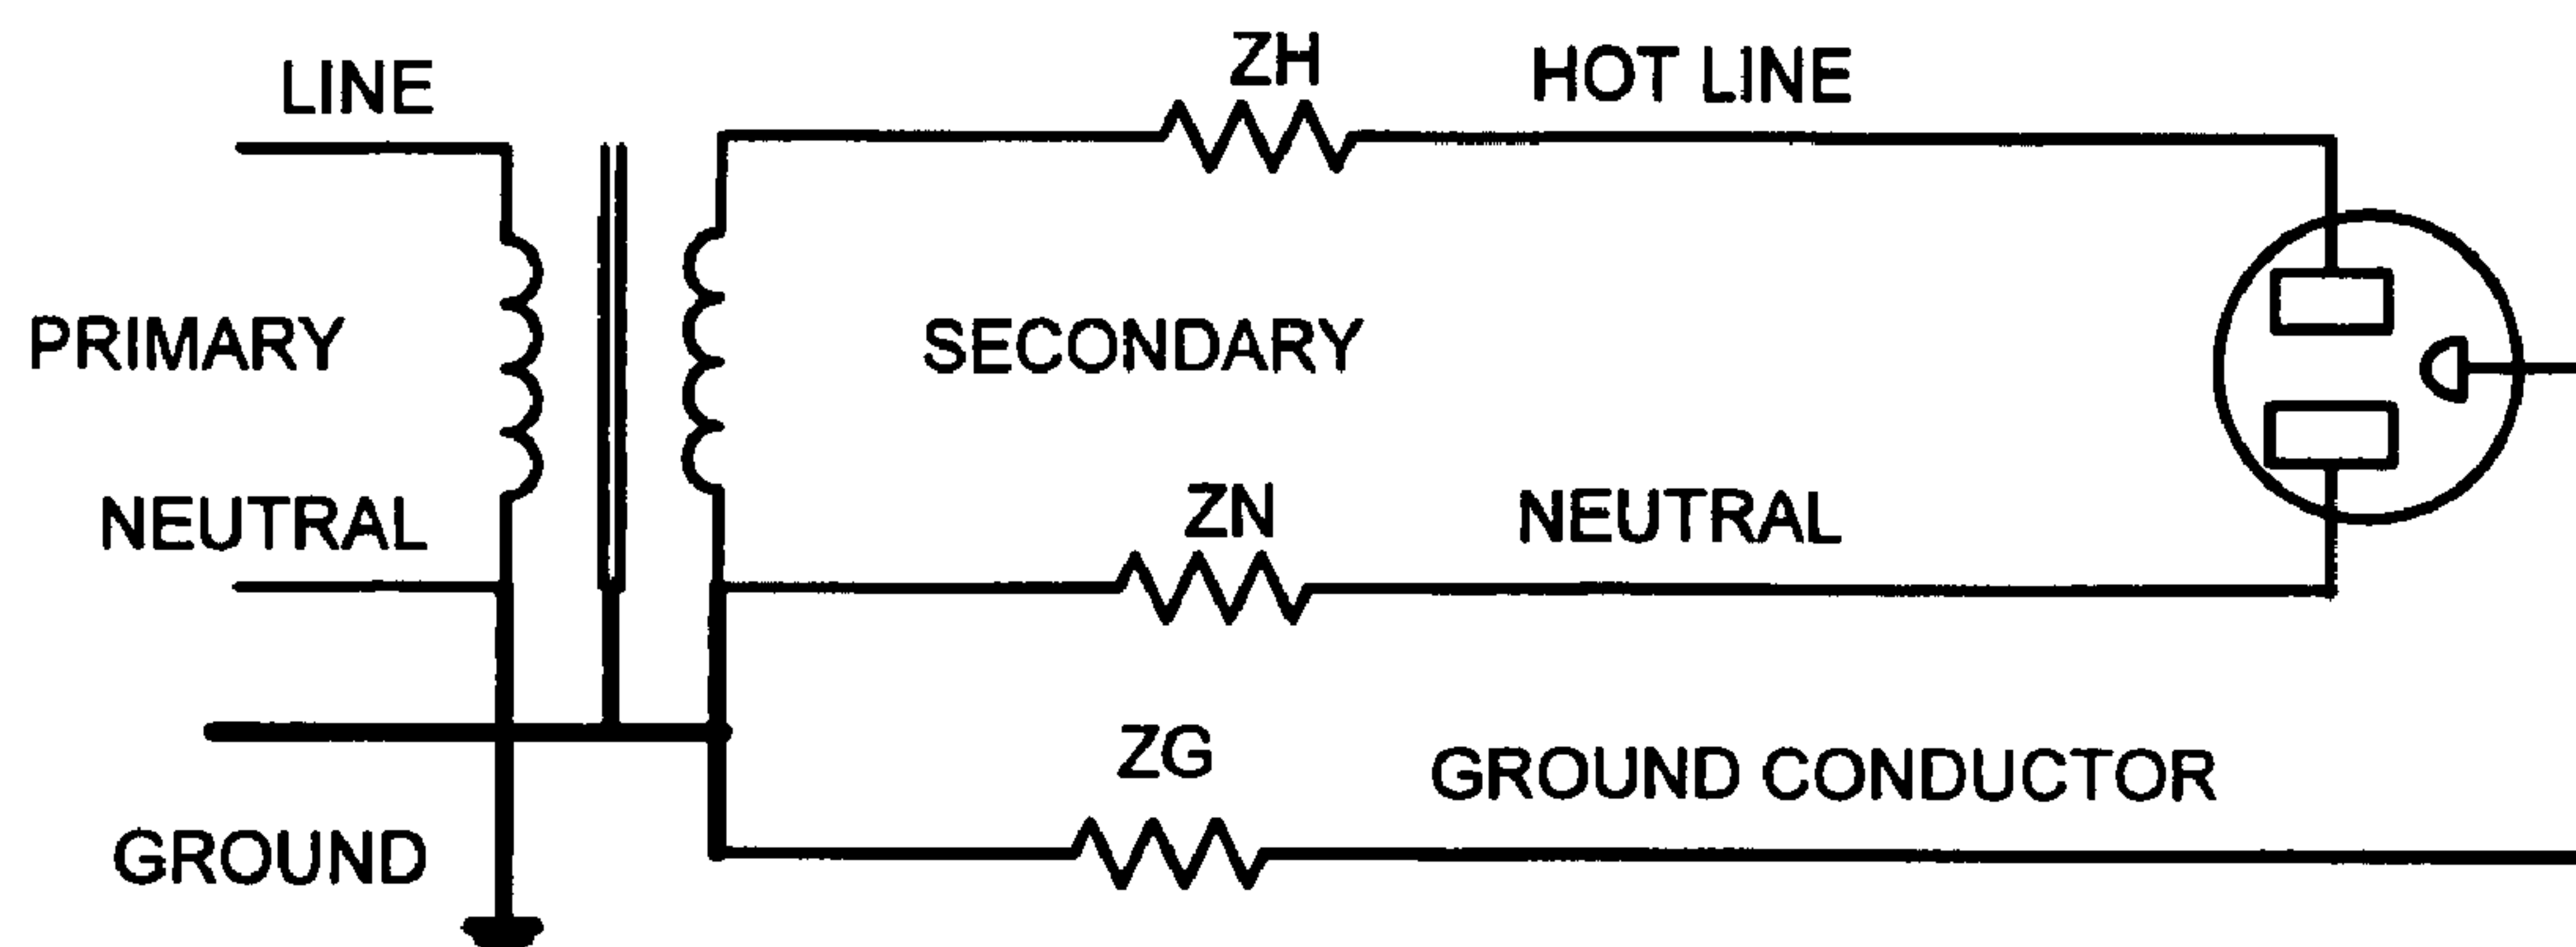 LINE
ZH
HOT LINE
PRIMARY
SECONDARY
NEUTRAL
ZN
NEUTRAL
ZG
GROUND CONDUCTOR
GROUND